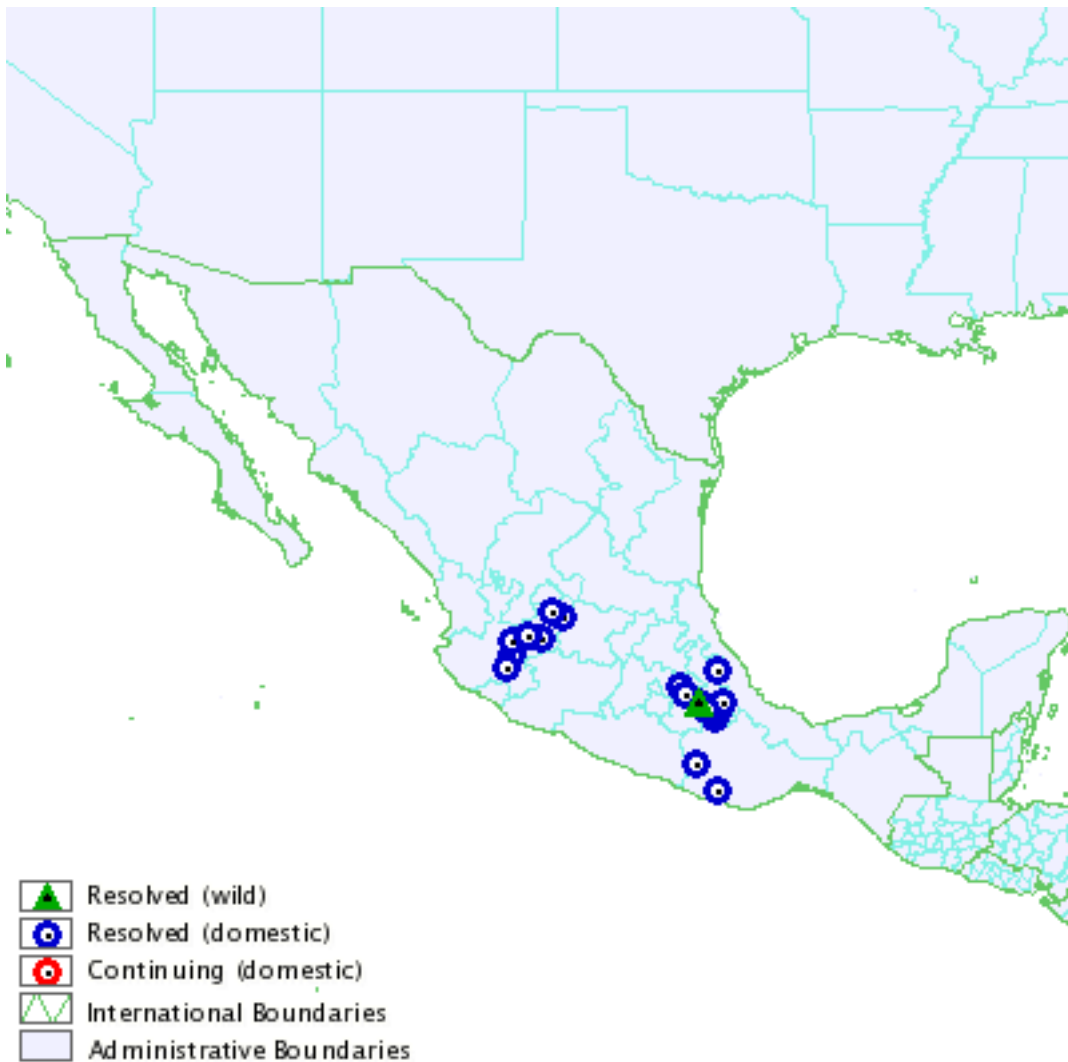 Resolved (wild)
Resolved (domestic)
Continuing (domestic)
International Boundaries
Administrative Boundaries